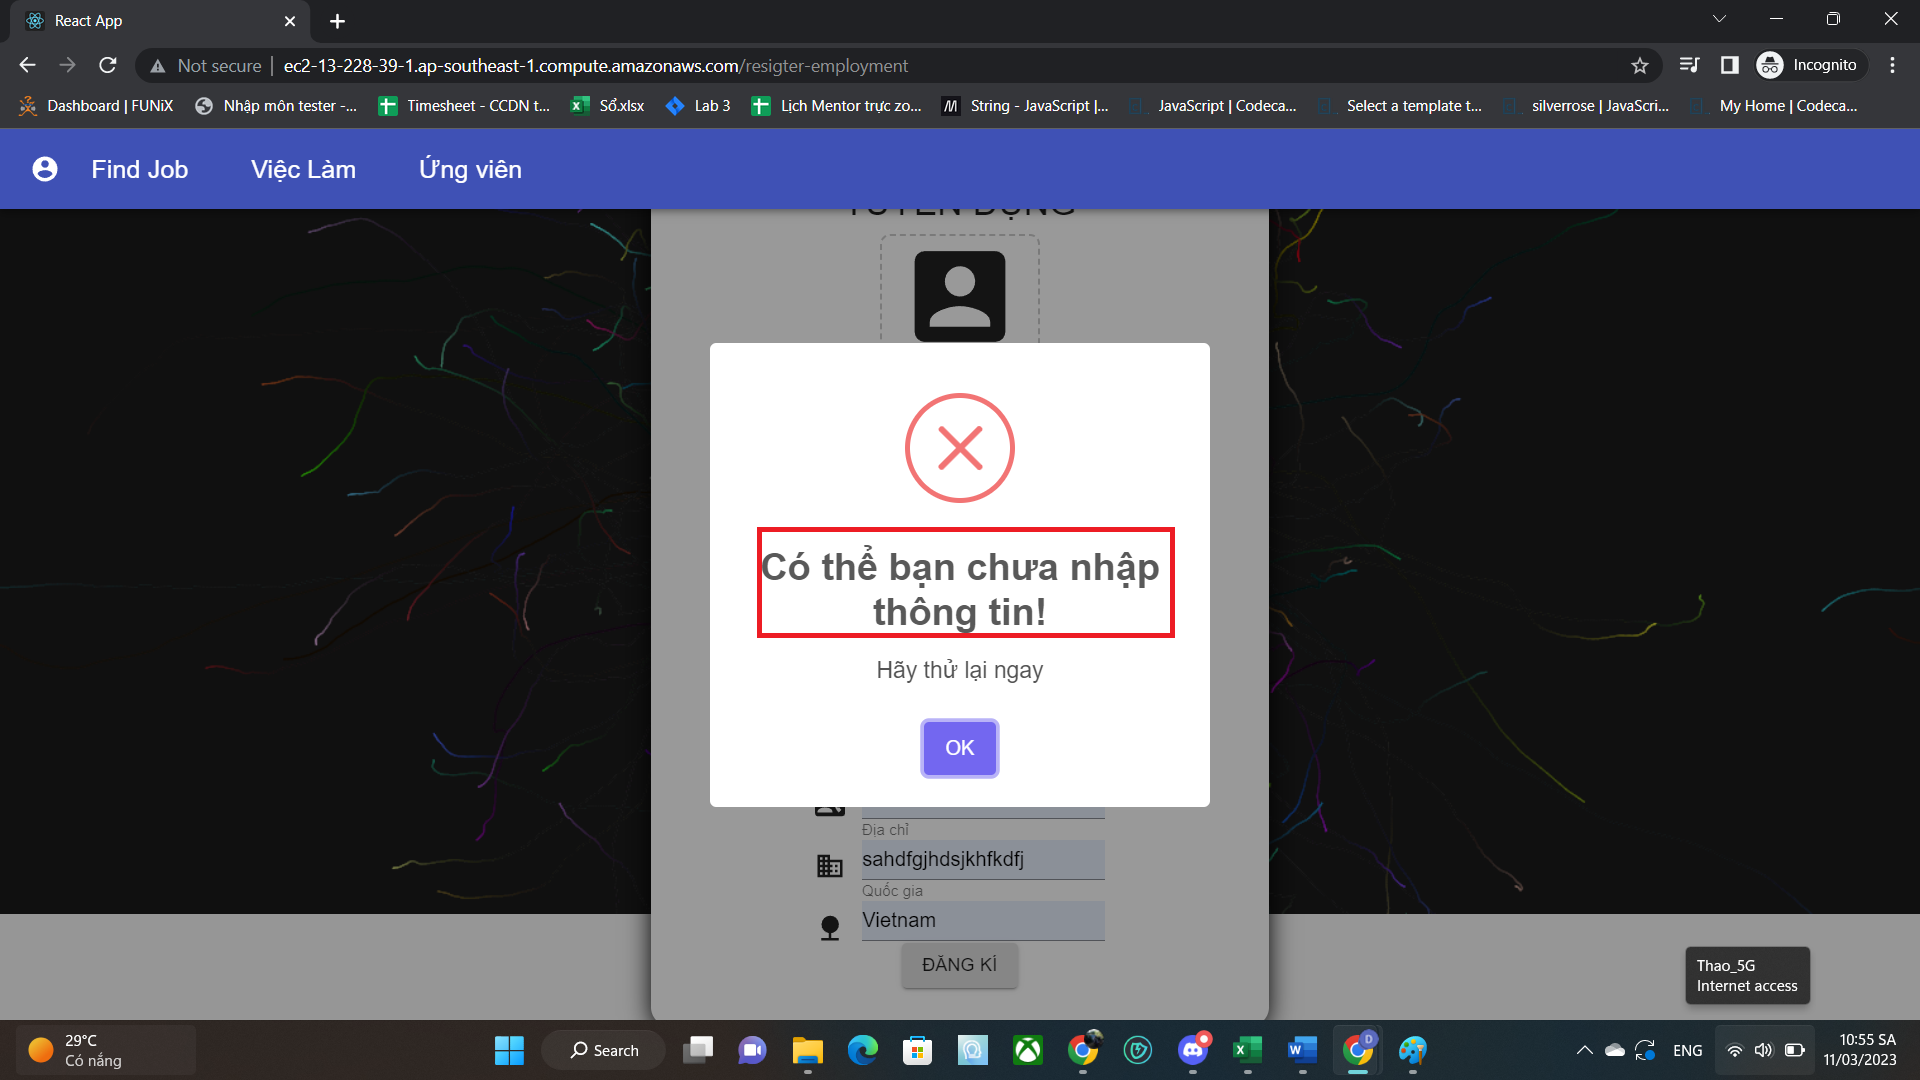 React App
Not secure
ec2-13-228-39-1.ap-southeast-1.compute.amazonaws.com/resigter-employment
Incognito
Dashboard | FUNiX
Nhập môn tester -...
Timesheet - CCDN t...
Sổ.xlsx
Lab 3
Lịch Mentor trực zo...
String - JavaScript |...
JavaScript | Codeca...
Select a template t...
silverrose | JavaScri...
My Home | Codeca...
Find Job
Việc Làm
Ứng viên
TUYỂN DỤNG
Có thể bạn chưa nhập
thông tin!
Hãy thử lại ngay
OK
Địa chỉ
sahdfgjhdsjkhfkdfj
Quốc gia
Vietnam
ĐĂNG KÍ
Thao_5G
Internet access
29°C
Có nắng
Search
ENG
10:55 SA
11/03/2023